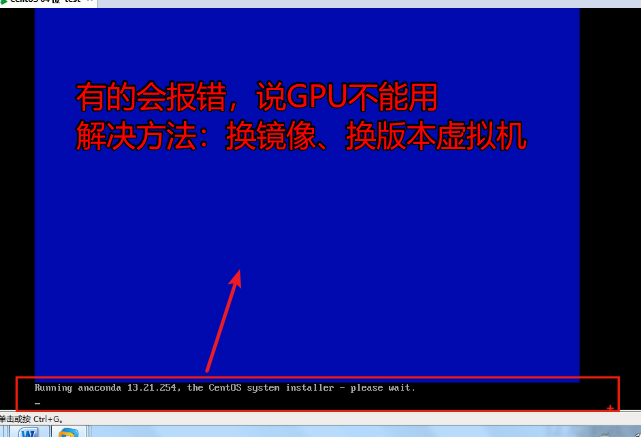 CentOS 64 位 test
有的会报错，说GPU不能用
解决方法：换镜像、换版本虚拟机
Running anaconda 13.21.254, the CentOS system installer - please wait.
单击或按 Ctrl+G。